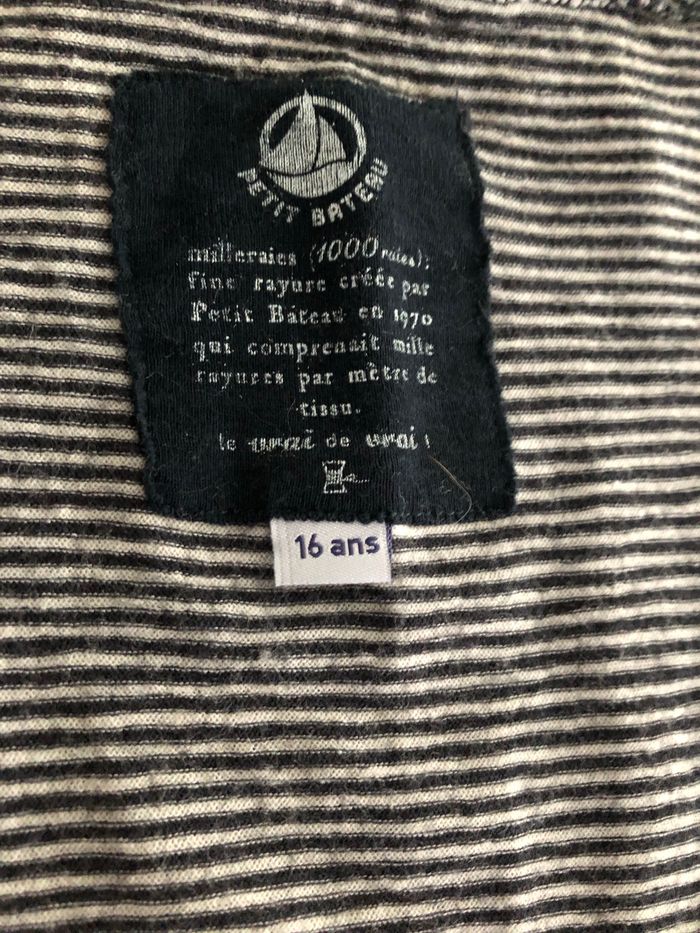 PETIT BATEAU
milleraies (1000 raies):
fine rayure créée par
Petit Bateau en 1970
qui comprenait mille
rayures par mètre de
tissu.
le vrai de vrai !
16 ans